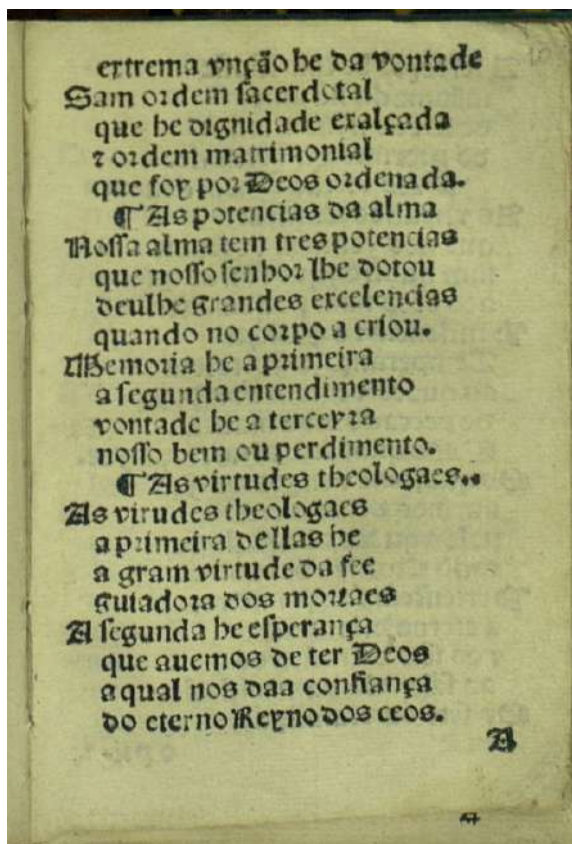 extrema vnção he da vontade
Sam ordem sacerdotal
que he dignidade exalçada
⁊ ordem matrimonial
que foy por Deos ordenada.
¶ As potencias da alma
Nossa alma tem tres potencias
que nosso senhor lhe dotou
deulhe grandes excelencias
quando no corpo a criou.
Memoria he a primeira
a segunda entendimento
vontade he a terceyra
nosso bem ou perdimento.
¶ As virtudes theologaes..
As virudes theologaes
a primeira dellas he
a gram virtude da fee
guiadora dos mortaes
A segunda he esperança
que auemos de ter Deos
a qual nos daa confiança
do eterno Reyno dos ceos.
A